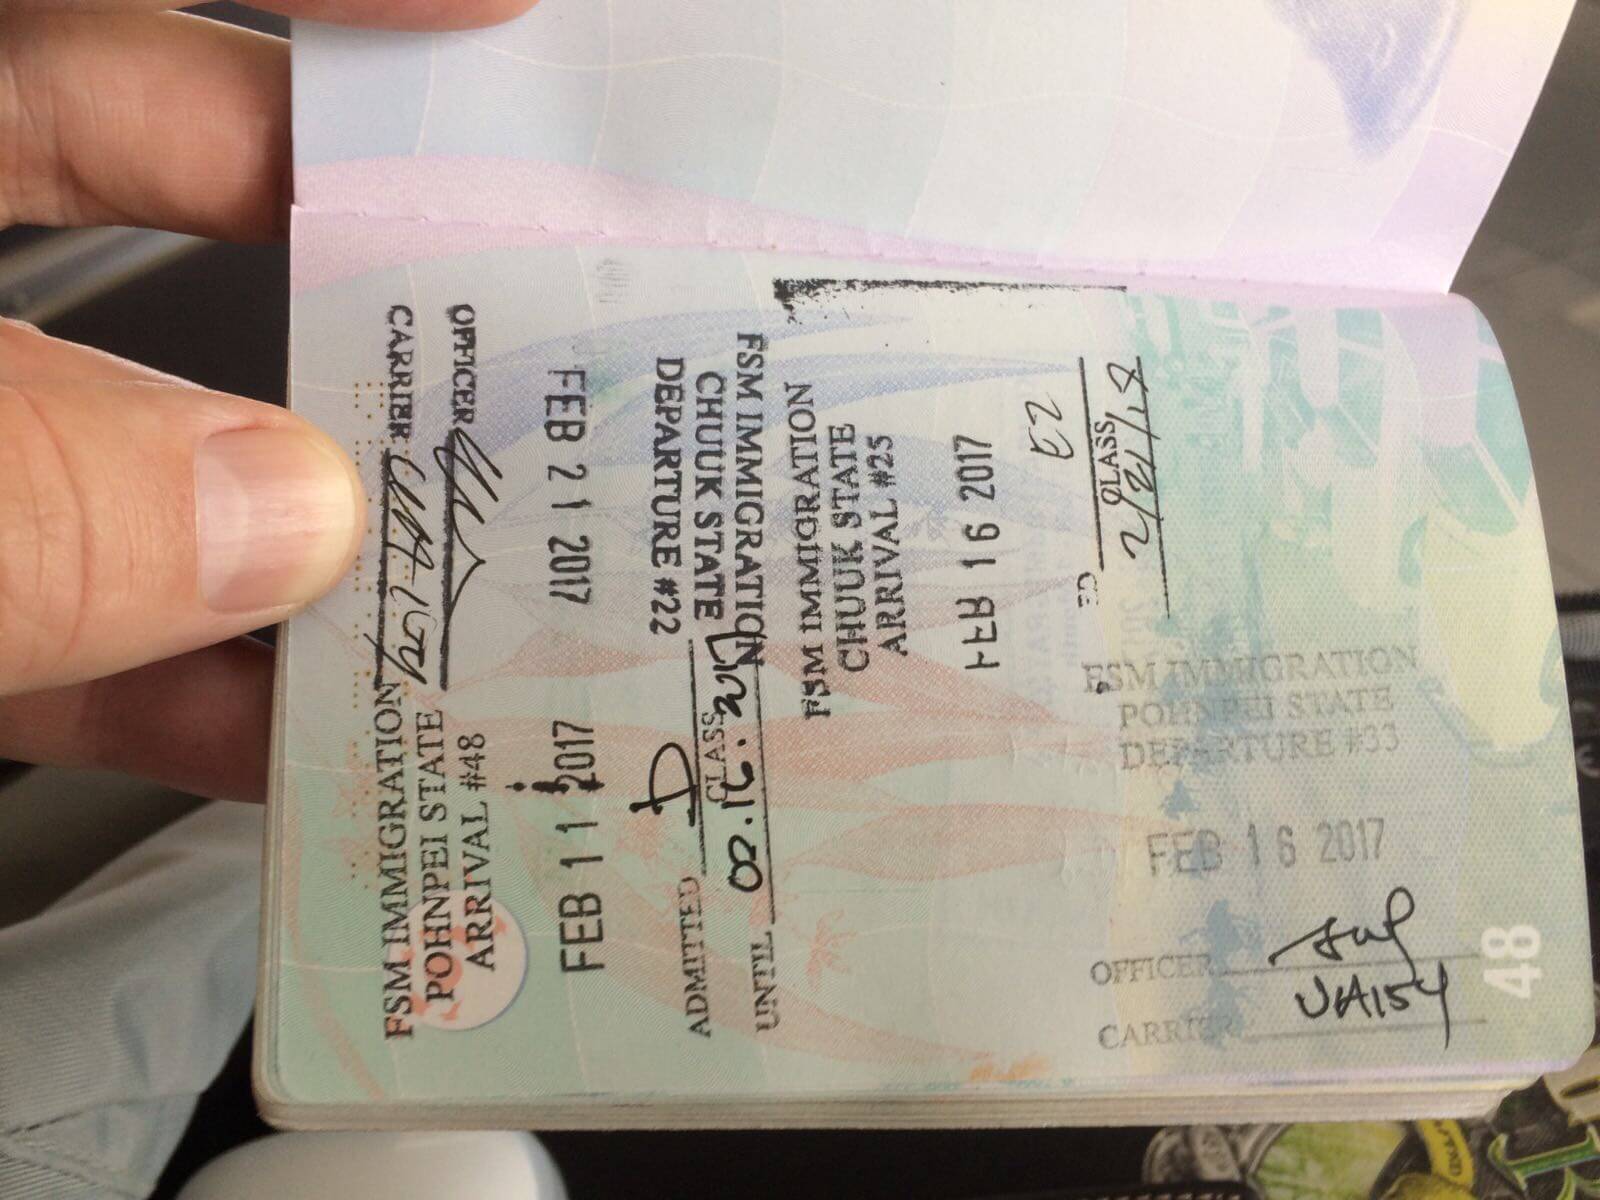 FSM IMMIGRATION
POHNPEI STATE
ARRIVAL #48
FEB 11 2017
ADMITTED
CLASS
UNTIL
OFFICER
CARRIER
FEB 21 2017
DEPARTURE #22
CHUUK STATE
FSM IMMIGRATION
FSM IMMIGRATION
CHUUK STATE
ARRIVAL #25
FEB 16 2017
CLASS
FSM IMMIGRATION
POHNPEI STATE
DEPARTURE #33
FEB 16 2017
OFFICER
CARRIER UA154
48